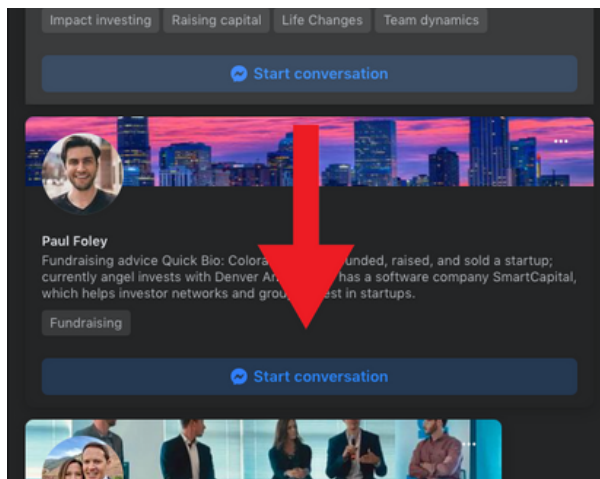 Impact investing Raising capital Life Changes Team dynamics
Start conversation
Paul Foley
Fundraising advice Quick Bio: unded, raised, and sold a startup;
currently angel invests with Denver has a software company SmartCapital,
which helps investor networks and in startups.
Fundraising
Start conversation